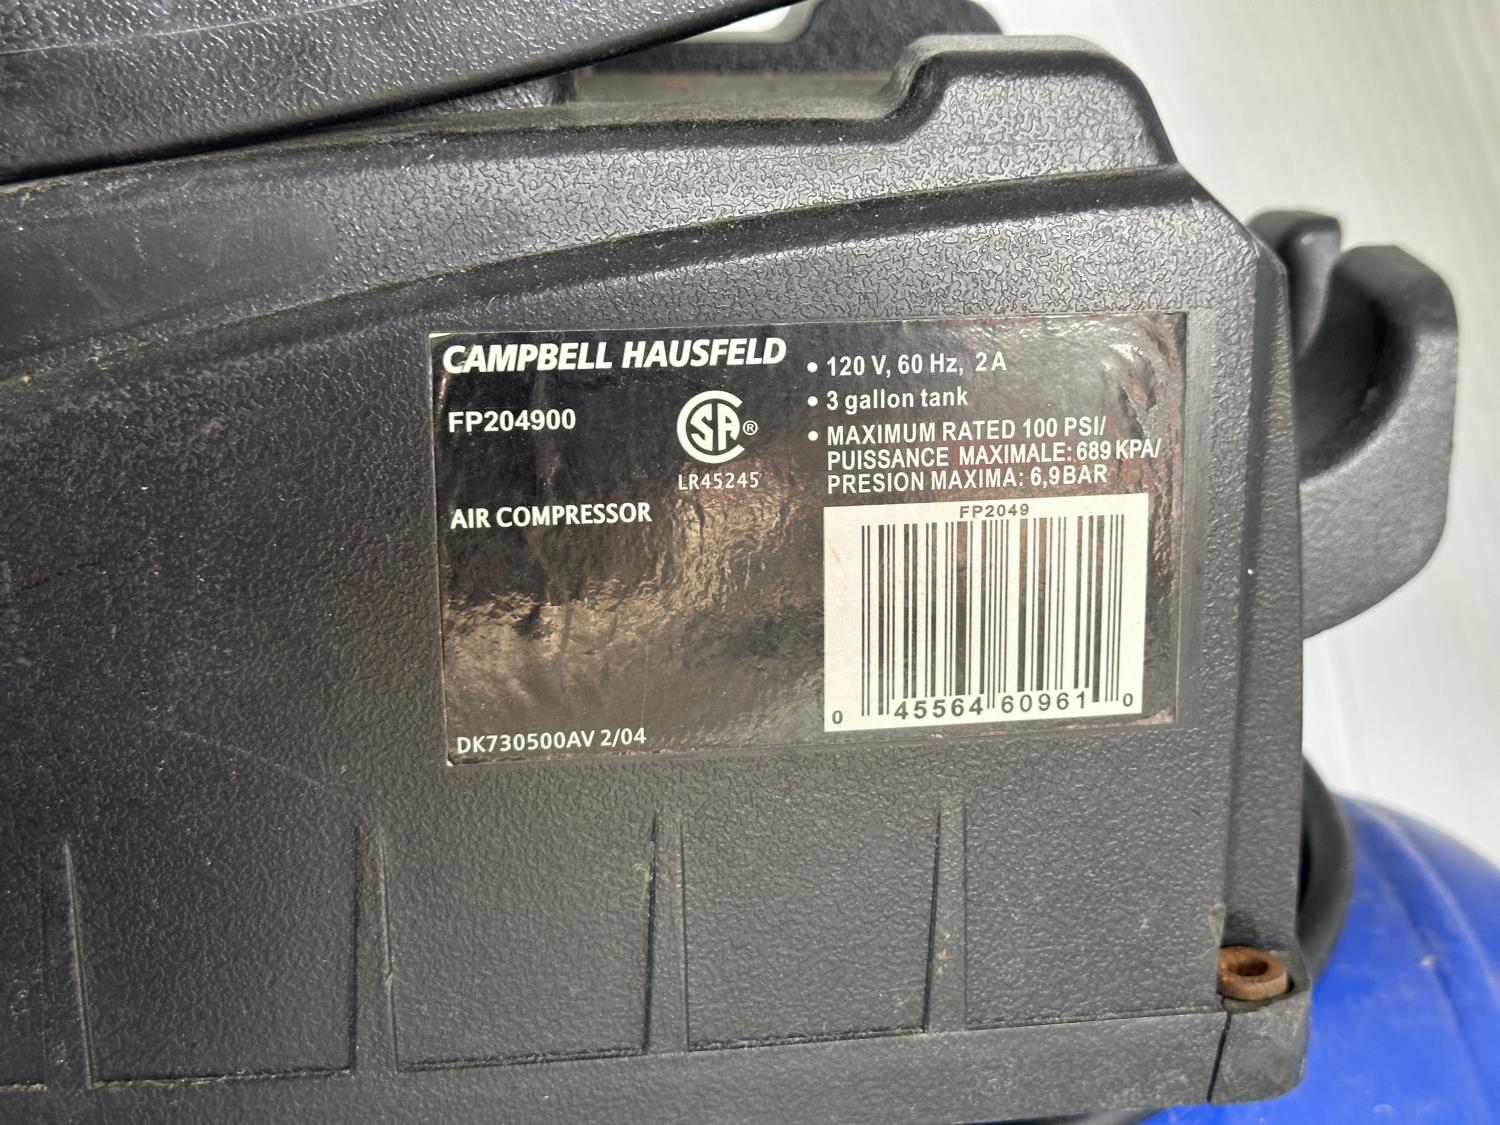 CAMPBELL HAUSFELD
FP204900
AIR COMPRESSOR
SA®
LR45245
• 120 V, 60 Hz, 2 A
• 3 gallon tank
• MAXIMUM RATED 100 PSI/
PUISSANCE MAXIMALE: 689 KPA/
PRESION MAXIMA: 6,9BAR
FP2049
0 45564 60961 0
DK730500AV 2/04